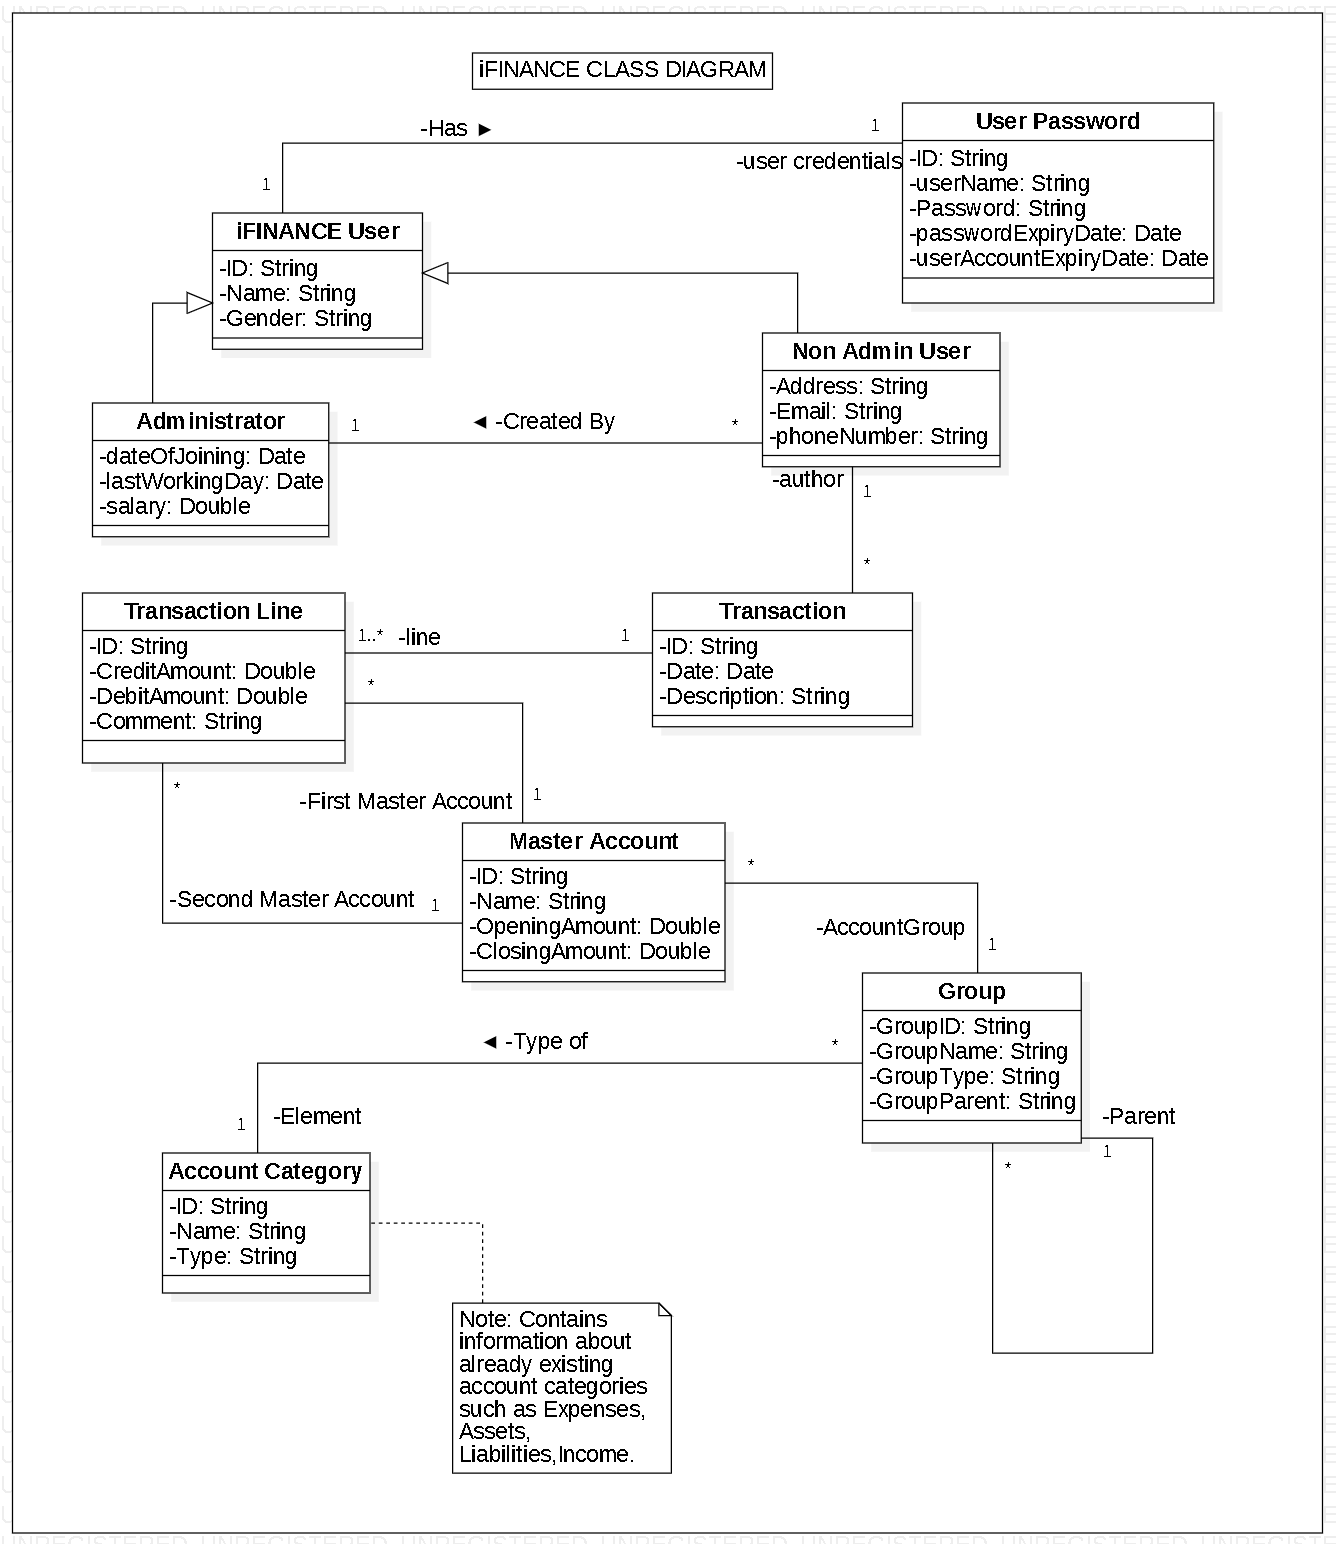 iFINANCE CLASS DIAGRAM
-Has ►
1
-user credentials
1
User Password
-ID: String
-userName: String
-Password: String
-passwordExpiryDate: Date
-userAccountExpiryDate: Date
iFINANCE User
-ID: String
-Name: String
-Gender: String
Non Admin User
-Address: String
-Email: String
-phoneNumber: String
Administrator
-dateOfJoining: Date
-lastWorkingDay: Date
-salary: Double
1
◄ -Created By
*
-author
1
*
Transaction Line
-ID: String
-CreditAmount: Double
-DebitAmount: Double
-Comment: String
1..* -line
1
Transaction
-ID: String
-Date: Date
-Description: String
*
*
-First Master Account
1
Master Account
-ID: String
-Name: String
-OpeningAmount: Double
-ClosingAmount: Double
-Second Master Account
1
*
-AccountGroup
1
Group
-GroupID: String
-GroupName: String
-GroupType: String
-GroupParent: String
◄ -Type of
*
1
-Element
-Parent
1
*
Account Category
-ID: String
-Name: String
-Type: String
Note: Contains
information about
already existing
account categories
such as Expenses,
Assets,
Liabilities,Income.
UNREGISTERED UNREGISTERED UNREGISTERED UNREGISTERED UNREGISTERED UNREGISTERED